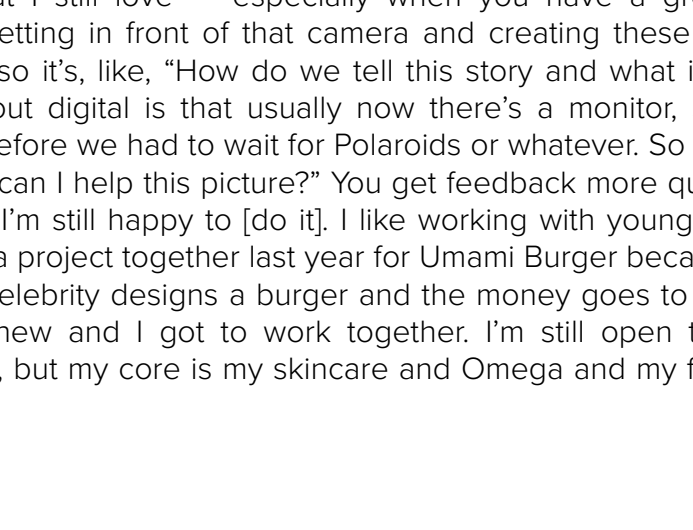 I still love especially when you have a
etting in front of that camera and creating these
so it’s, like, “How do we tell this story and what i
out digital is that usually now there’s a monitor,
efore we had to wait for Polaroids or whatever. So
can I help this picture?” You get feedback more qu
I’m still happy to [do it]. I like working with young
a project together last year for Umami Burger beca
elebrity designs a burger and the money goes to
new and I got to work together. I’m still open t
, but my core is my skincare and Omega and my f